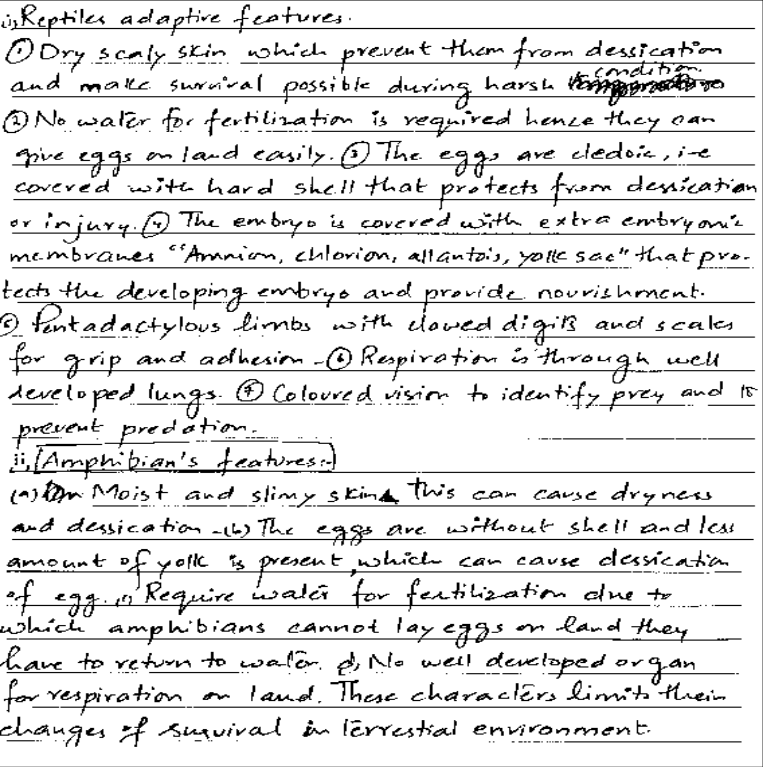 i, Reptiles adaptive features.
① Dry scaly skin which prevent them from dessication
and make survival possible during harsh condition.
② No water for fertilization is required hence they can
give eggs on land easily. ③ The eggs are cledoic, i-e
covered with hard shell that protects from dessication
or injury. ④ The embryo is covered with extra embryonic
membranes "Amnion, chlorion, allantois, yolk sac" that pro-
tects the developing embryo and provide nourishment.
⑤ Pentadactylous limbs with clawed digits and scales
for grip and adhesion - ⑥ Respiration is through well
developed lungs. ⑦ Coloured vision to identify prey and to
prevent predation.
ii, [Amphibian's features:-]
(a) Moist and slimy skin. This can cause dryness
and dessication - (b) The eggs are without shell and less
amount of yolk is present, which can cause dessication
of egg. Require water for fertilization due to
which amphibians cannot lay eggs on land they
have to return to water. d, No well developed organ
for respiration on land. These characters limits their
changes of survival in terrestial environment.